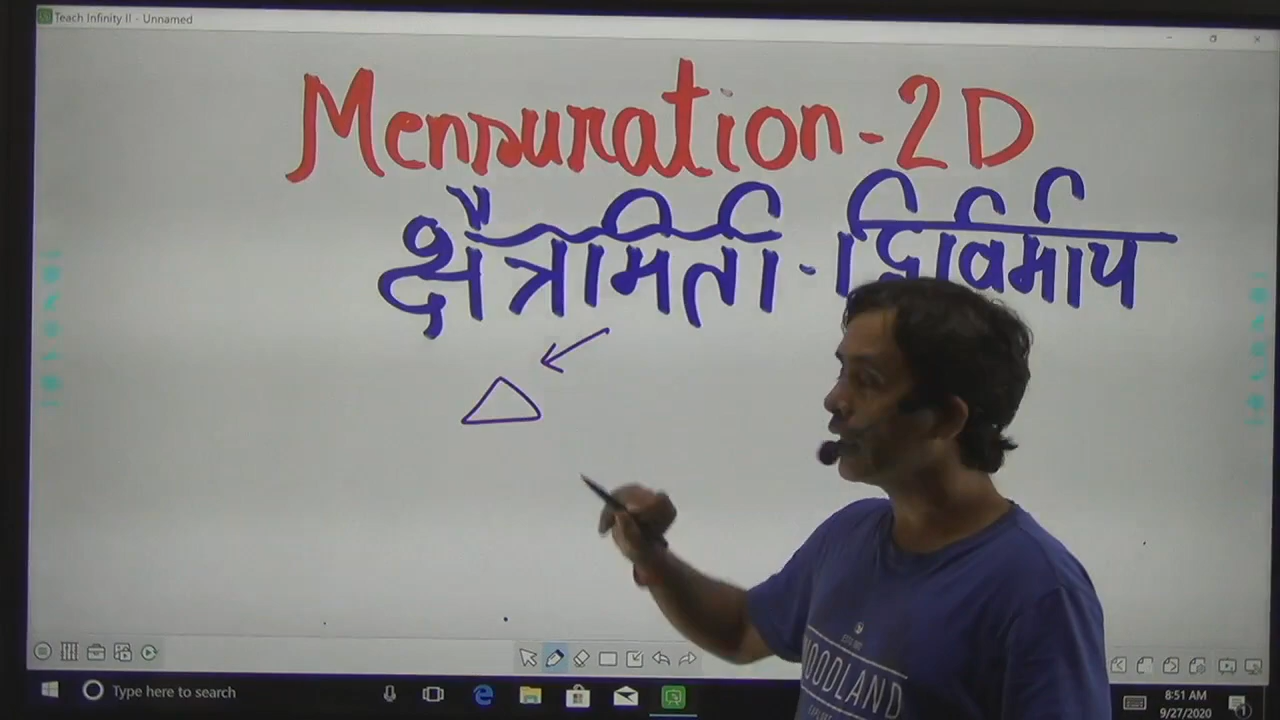 Teach Infinity II - Unnamed
Mensuration-2D
क्षैत्रमिती - द्विविमीय
WOODLAND
Type here to search
8:51 AM
9/27/2020